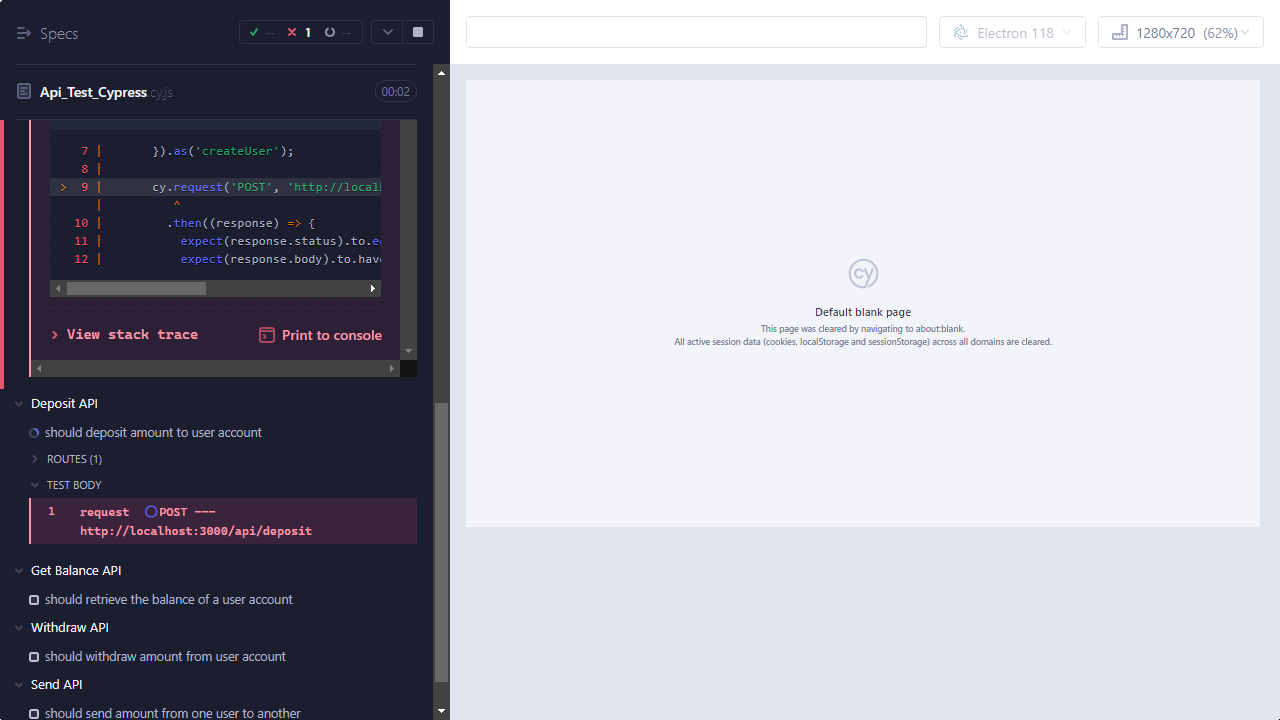 Specs
-- 1 --
Electron 118
1280x720 (62%)
Api_Test_Cypress.cy.js
00:02
7 | }).as('createUser');
8 |
> 9 | cy.request('POST', 'http://local
| ^
10 | .then((response) => {
11 | expect(response.status).to.e
12 | expect(response.body).to.have
View stack trace
Print to console
cy
Default blank page
This page was cleared by navigating to about:blank.
All active session data (cookies, localStorage and sessionStorage) across all domains are cleared.
Deposit API
should deposit amount to user account
ROUTES (1)
TEST BODY
1 request POST ---
http://localhost:3000/api/deposit
Get Balance API
should retrieve the balance of a user account
Withdraw API
should withdraw amount from user account
Send API
should send amount from one user to another